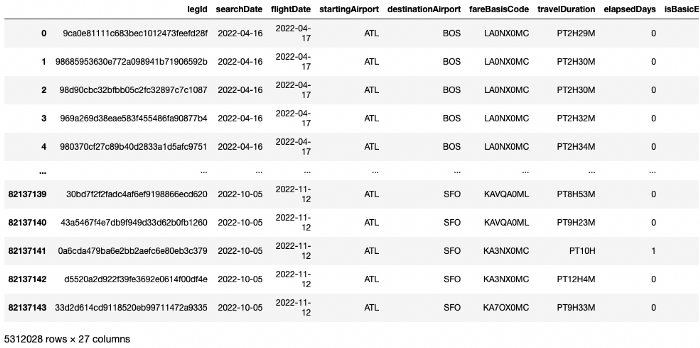 legId searchDate flightDate startingAirport destinationAirport fareBasisCode travelDuration elapsedDays isBasicE
0 9ca0e81111c683bec1012473feefd28f 2022-04-16 2022-04-17 ATL BOS LA0NX0MC PT2H29M 0
1 98685953630e772a098941b71906592b 2022-04-16 2022-04-17 ATL BOS LA0NX0MC PT2H30M 0
2 98d90cbc32bfbb05c2fc32897c7c1087 2022-04-16 2022-04-17 ATL BOS LA0NX0MC PT2H30M 0
3 969a269d38eae583f455486fa90877b4 2022-04-16 2022-04-17 ATL BOS LA0NX0MC PT2H32M 0
4 980370cf27c89b40d2833a1d5afc9751 2022-04-16 2022-04-17 ATL BOS LA0NX0MC PT2H34M 0
... ... ... ... ... ... ... ... ...
82137139 30bd7f2f2fadc4af6ef9198866ecd620 2022-10-05 2022-11-12 ATL SFO KAVQA0ML PT8H53M 0
82137140 43a5467f4e7db9f949d33d62b0fb1260 2022-10-05 2022-11-12 ATL SFO KAVQA0ML PT9H23M 0
82137141 0a6cda479ba6e2bb2aefc6e80eb3c379 2022-10-05 2022-11-12 ATL SFO KA3NX0MC PT10H 1
82137142 d5520a2d922f39fe3692e0614f00df4e 2022-10-05 2022-11-12 ATL SFO KA3NX0MC PT12H4M 0
82137143 33d2d614cd9118520eb99711472a9335 2022-10-05 2022-11-12 ATL SFO KA7OX0MC PT9H33M 0
5312028 rows × 27 columns